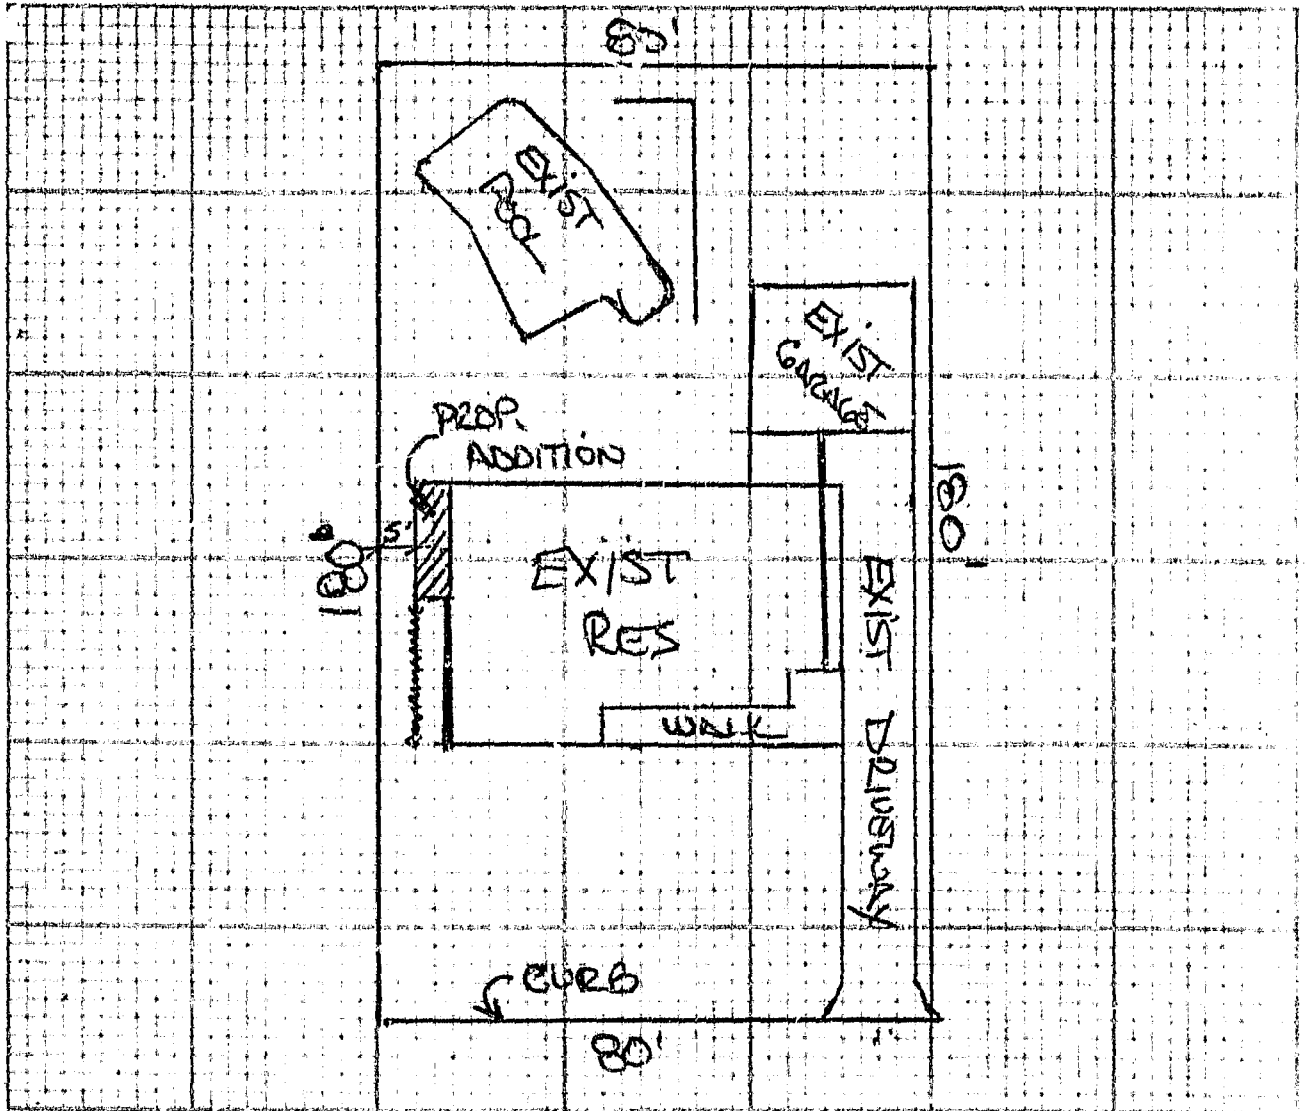 80'
EXIST
POOL
EXIST
GARAGE
PROP.
ADDITION
5'
180'
180'
EXIST
RES
EXIST DRIVEWAY
WALK
CURB
80'